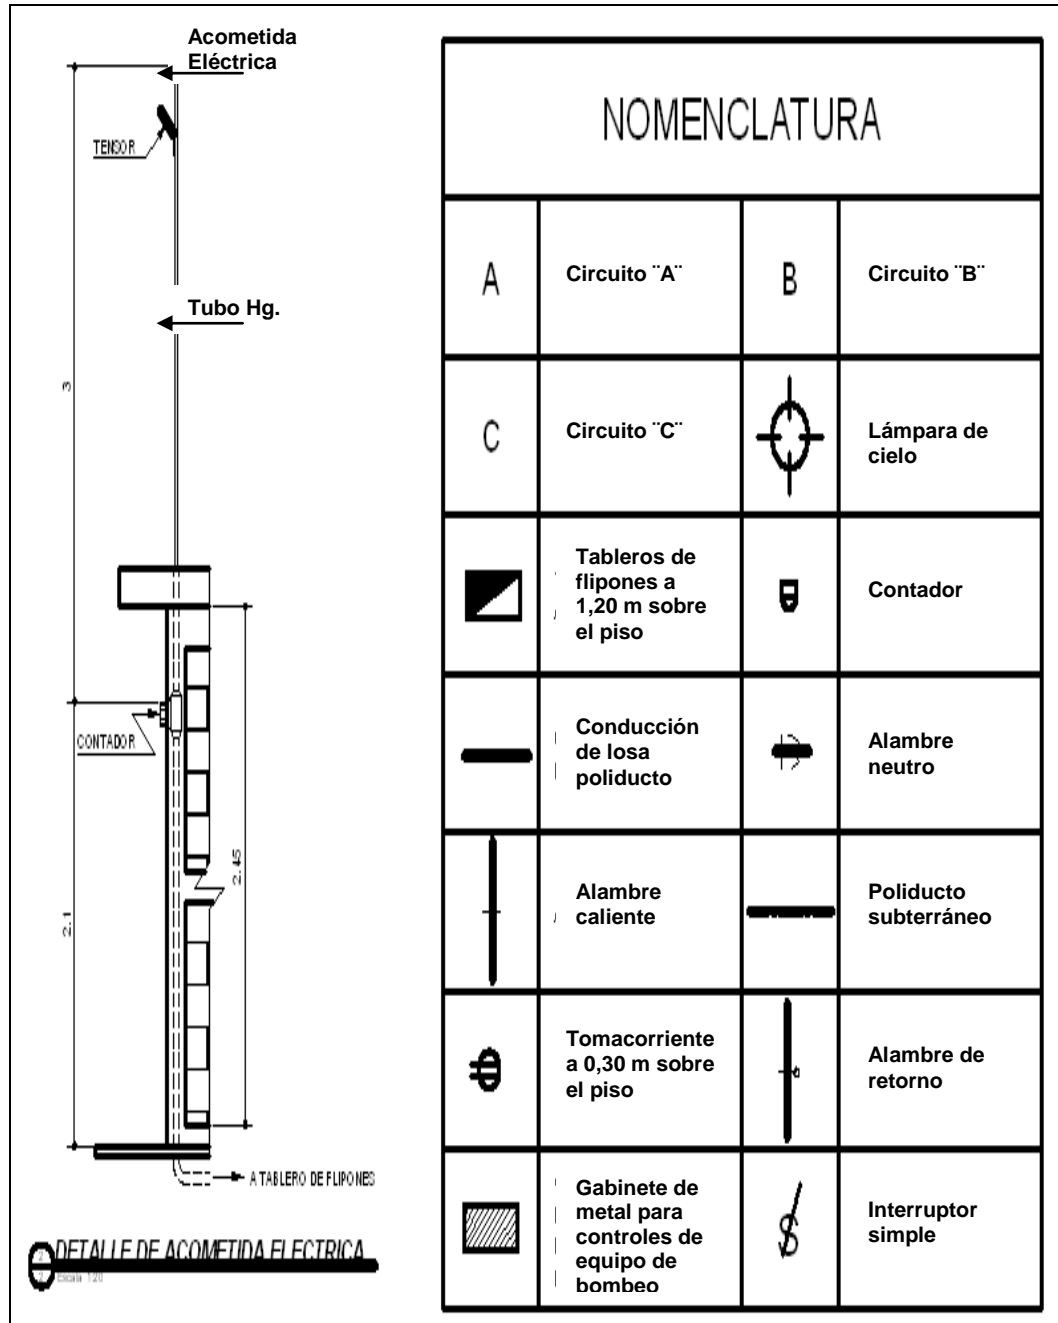 Acometida
Eléctrica
TENSOR
Tubo Hg.
3
CONTADOR
2.45
2.1
A TABLERO DE FLIPONES
DETALLE DE ACOMETIDA ELECTRICA
Escala 1:20
NOMENCLATURA
A
Circuito ¨A¨
B
Circuito ¨B¨
C
Circuito ¨C¨
Lámpara de
cielo
Tableros de
flipones a
1,20 m sobre
el piso
Contador
Conducción
de losa
poliducto
Alambre
neutro
Alambre
caliente
Poliducto
subterráneo
Tomacorriente
a 0,30 m sobre
el piso
Alambre de
retorno
Gabinete de
metal para
controles de
equipo de
bombeo
S
Interruptor
simple